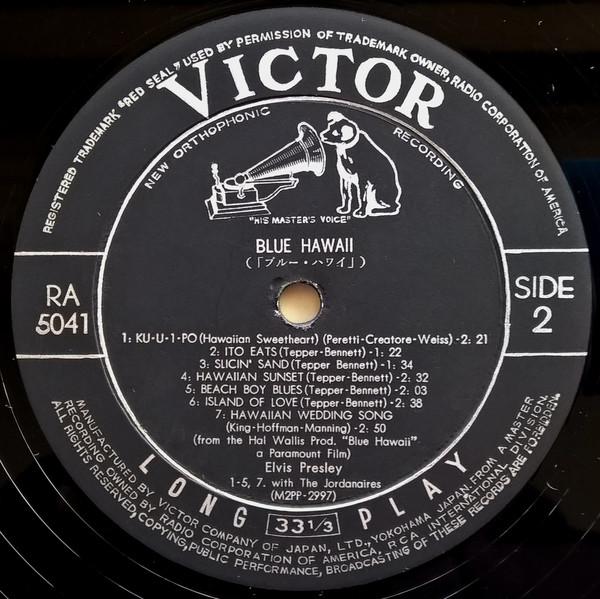 REGISTERED TRADEMARK "RED SEAL" USED BY PERMISSION OF TRADEMARK OWNER, RADIO CORPORATION OF AMERICA
VICTOR
NEW ORTHOPHONIC RECORDING
"HIS MASTER'S VOICE"
BLUE HAWAII
(「ブルー・ハワイ」)
RA
5041
SIDE
2
1: KU-U-1-PO (Hawaiian Sweetheart) (Peretti-Creatore-Weiss) -2: 21
2: ITO EATS (Tepper-Bennett) -1: 22
3: SLICIN' SAND (Tepper Bennett) -1: 34
4: HAWAIIAN SUNSET (Tepper-Bennett) -2: 32
5: BEACH BOY BLUES (Tepper-Bennett) -2: 03
6: ISLAND OF LOVE (Tepper-Bennett) -2: 38
7: HAWAIIAN WEDDING SONG
(King-Hoffman-Manning) -2: 50
(from the Hal Wallis Prod. "Blue Hawaii"
a Paramount Film)
Elvis Presley
1-5, 7. with The Jordanaires
(M2PP-2997)
LONG 33 1/3 PLAY
MANUFACTURED BY VICTOR COMPANY OF JAPAN, LTD., YOKOHAMA JAPAN, FROM A MASTER
RECORDING OWNED BY RADIO CORPORATION OF AMERICA, RCA INTERNATIONAL DIVISION.
ALL RIGHTS RESERVED, COPYING, PUBLIC PERFORMANCE, BROADCASTING OF THESE RECORDS ARE FORBIDDEN.